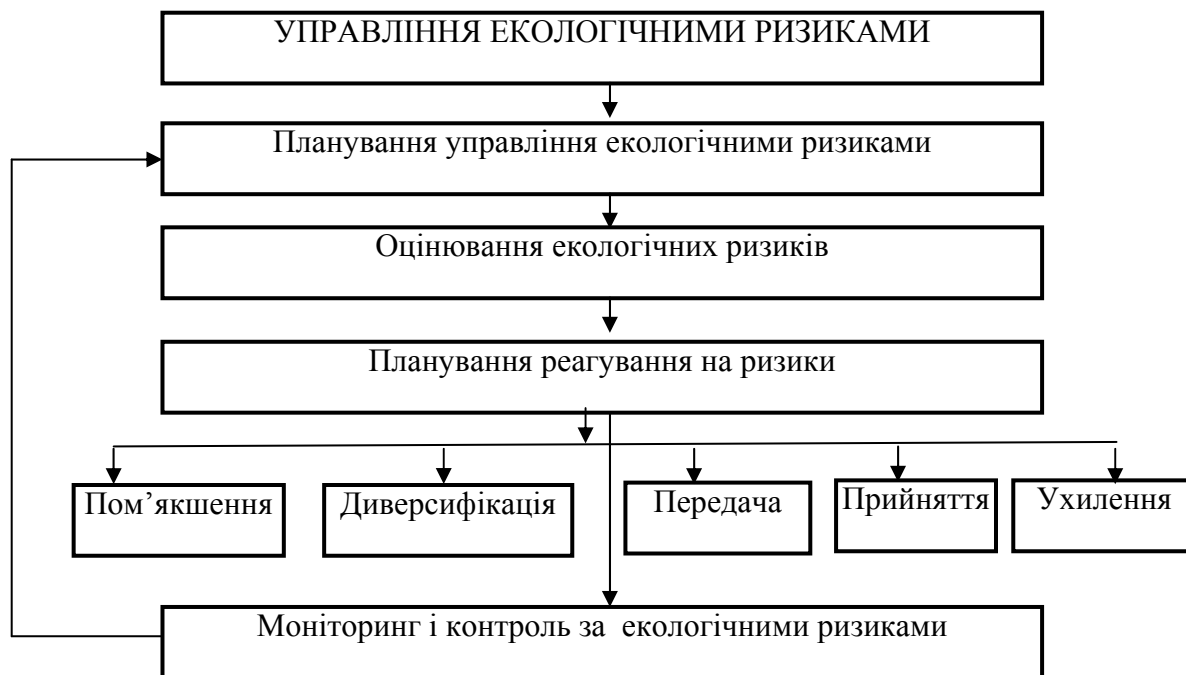 УПРАВЛІННЯ ЕКОЛОГІЧНИМИ РИЗИКАМИ
Планування управління екологічними ризиками
Оцінювання екологічних ризиків
Планування реагування на ризики
Пом’якшення
Диверсифікація
Передача
Прийняття
Ухилення
Моніторинг і контроль за екологічними ризиками